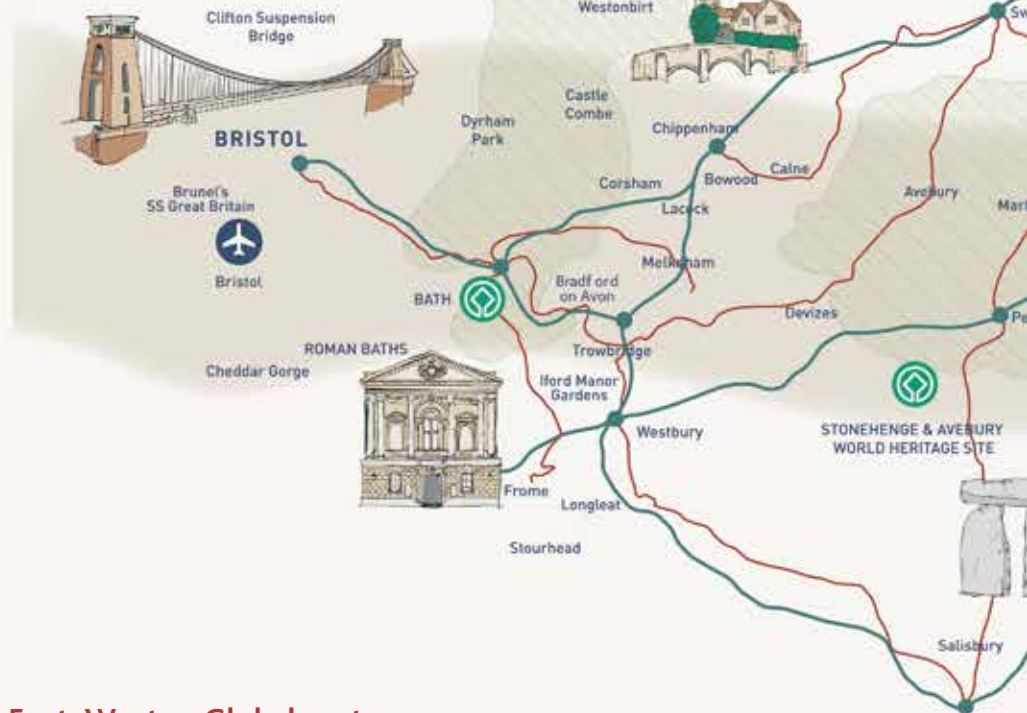 Clifton Suspension
Bridge
Westonbirt
BRISTOL
Brunel's
SS Great Britain
Bristol
Dyrham
Park
Castle
Combe
Chippenham
Corsham
Bowood
Calne
Lacock
Avebury
Melksham
BATH
Bradford
on Avon
Devizes
ROMAN BATHS
Cheddar Gorge
Trowbridge
Iford Manor
Gardens
Westbury
STONEHENGE & AVEBURY
WORLD HERITAGE SITE
Frome
Longleat
Stourhead
Salisbury